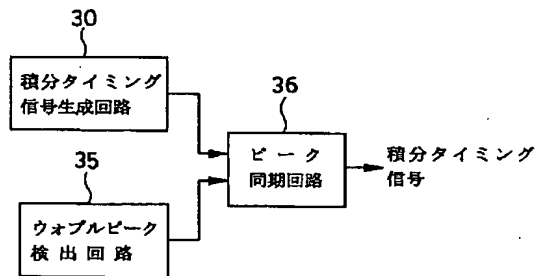 30
積分タイミング
信号生成回路
35
ウォブルピーク
検出回路
36
ピーク
同期回路
積分タイミング
信号